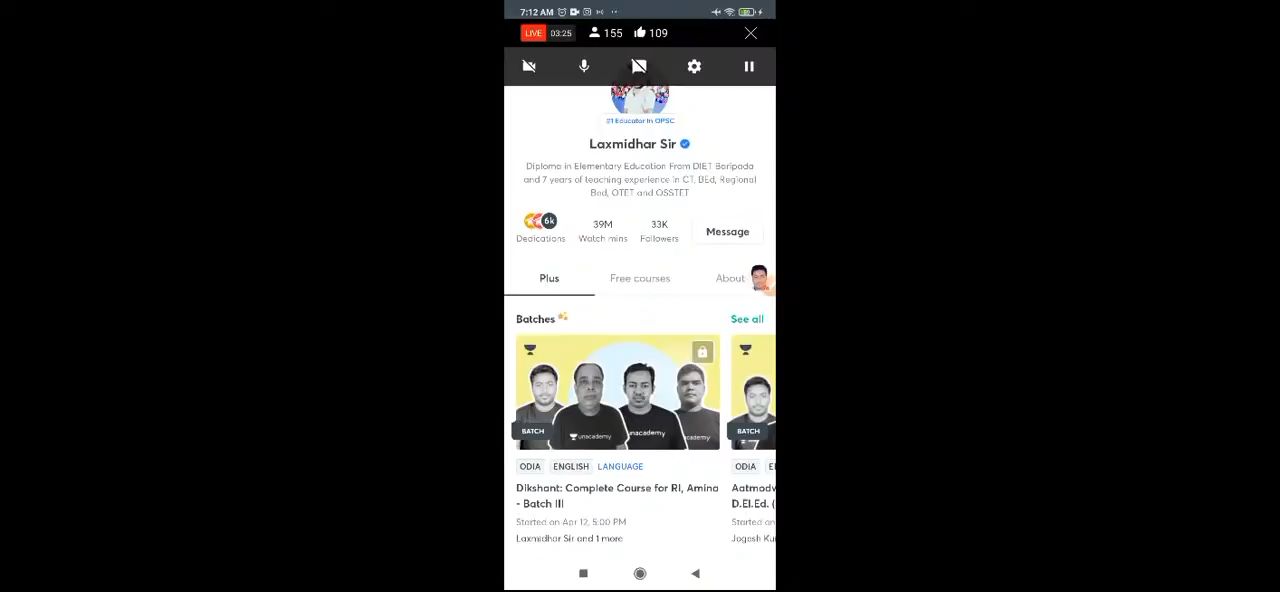 7:12 AM
LIVE 03:25 155 109
#1 Educator in OPSC
Laxmidhar Sir
Diploma in Elementary Education From DIET Baripada
and 7 years of teaching experience in CT, BEd, Regional
Bed, OTET and OSSTET
6k 39M 33K Message
Dedications Watch mins Followers
Plus Free courses About
Batches See all
unacademy unacademy academy
BATCH BATCH
ODIA ENGLISH LANGUAGE ODIA
Dikshant: Complete Course for RI, Amina Aatmodv
- Batch III D.El.Ed. (
Started on Apr 12, 5:00 PM Started on
Laxmidhar Sir and 1 more Jogesh Ku